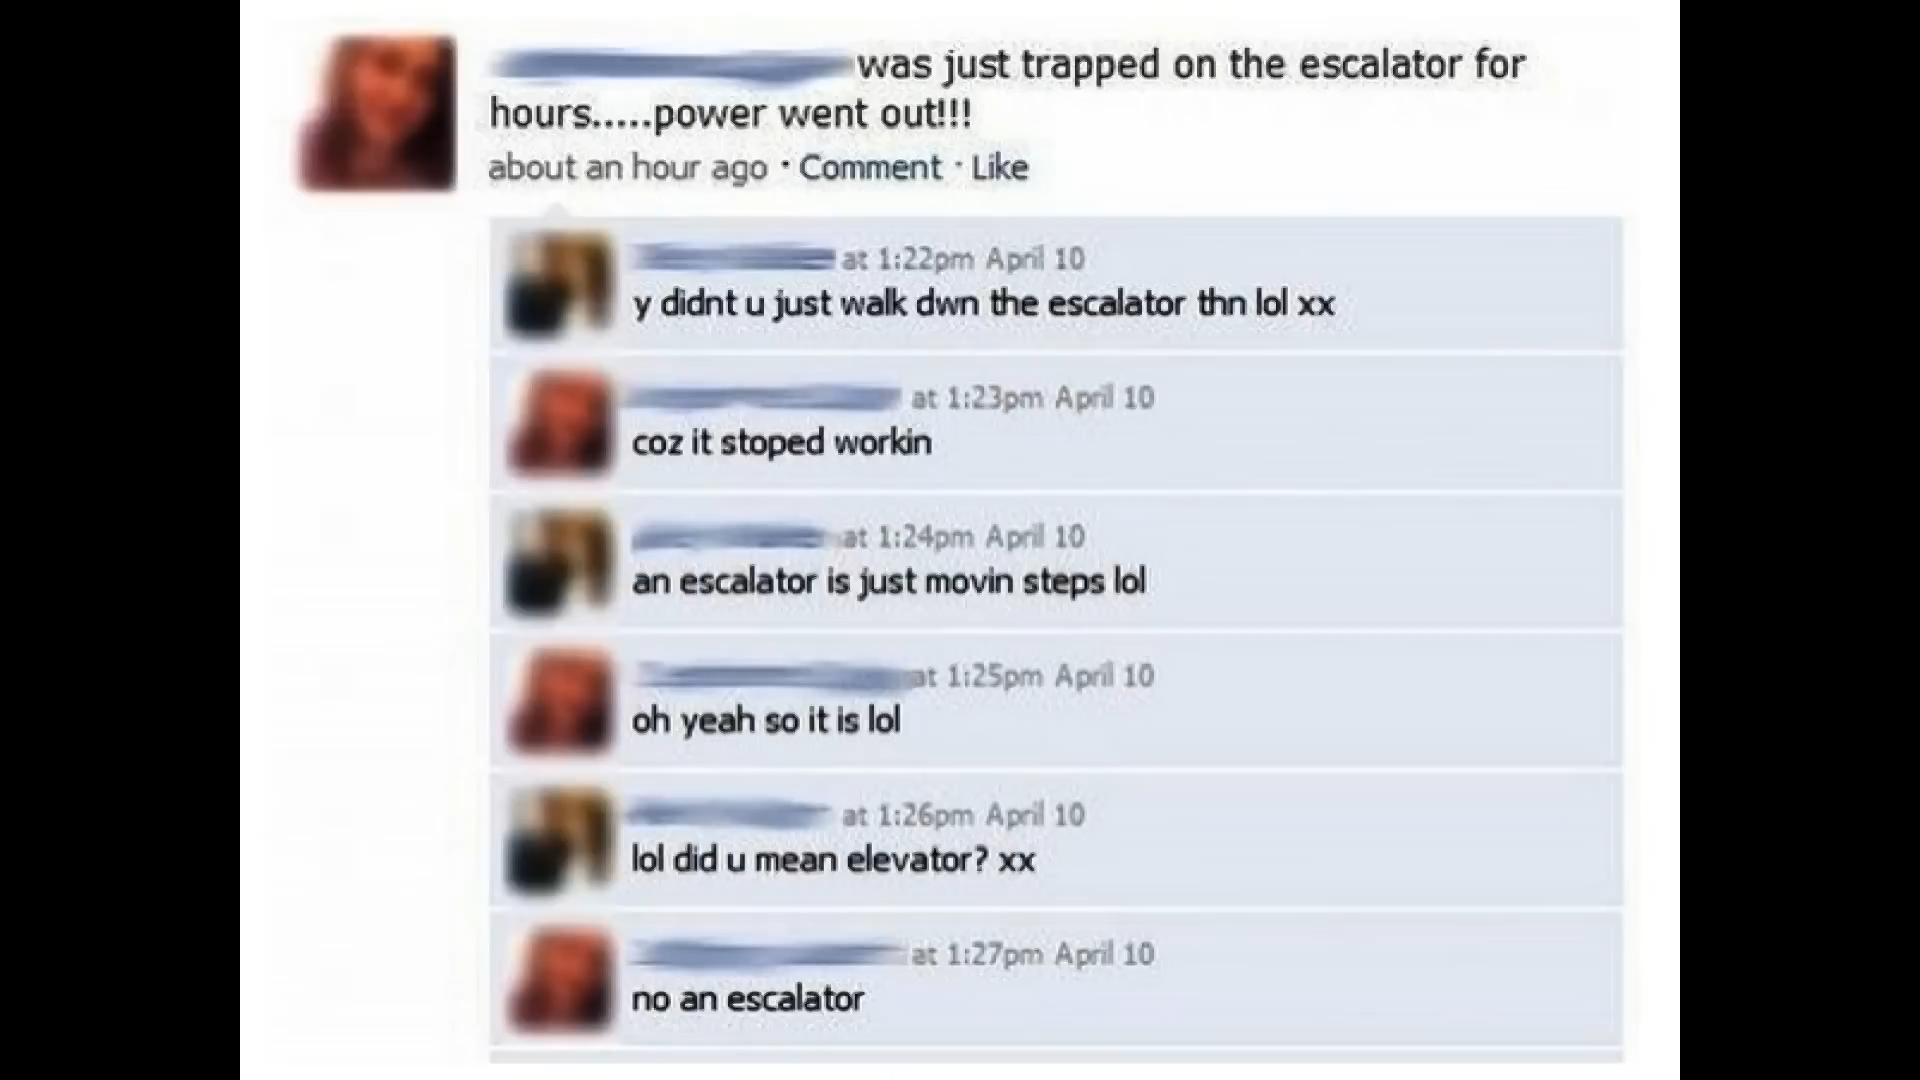 was just trapped on the escalator for
hours.....power went out!!!
about an hour ago · Comment · Like
at 1:22pm April 10
y didnt u just walk dwn the escalator thn lol xx
at 1:23pm April 10
coz it stoped workin
at 1:24pm April 10
an escalator is just movin steps lol
at 1:25pm April 10
oh yeah so it is lol
at 1:26pm April 10
lol did u mean elevator? xx
at 1:27pm April 10
no an escalator